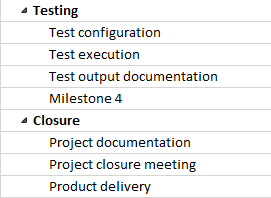 Testing
Test configuration
Test execution
Test output documentation
Milestone 4
Closure
Project documentation
Project closure meeting
Product delivery